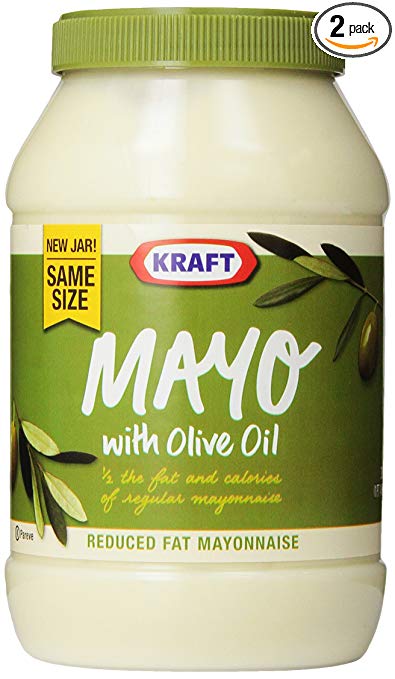 2 pack
NEW JAR!
SAME
SIZE
KRAFT
MAYO
with Olive Oil
½ the fat and calories
of regular mayonnaise
U Pareve
REDUCED FAT MAYONNAISE